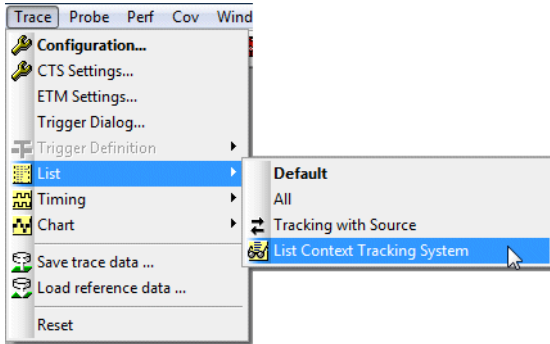 Trace Probe Perf Cov Wind
Configuration...
CTS Settings...
ETM Settings...
Trigger Dialog...
Trigger Definition
List
Timing
Chart
Save trace data ...
Load reference data ...
Reset
Default
All
Tracking with Source
List Context Tracking System